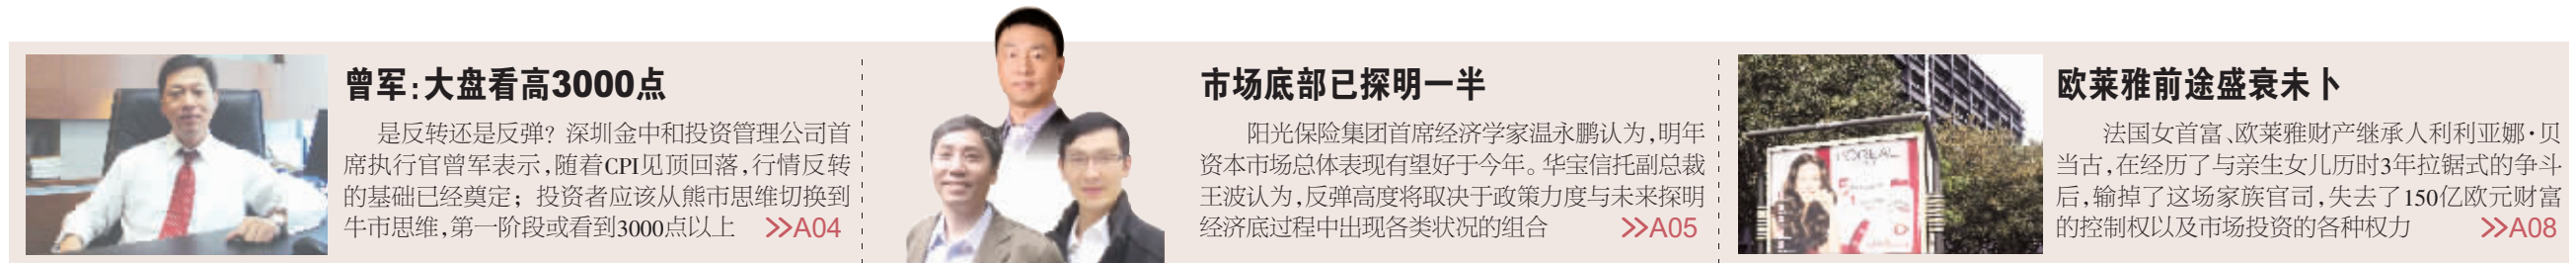 曾军:大盘看高3000点
是反转还是反弹？深圳金中和投资管理公司首
席执行官曾军表示,随着CPI见顶回落,行情反转
的基础已经奠定；投资者应该从熊市思维切换到
牛市思维,第一阶段或看到3000点以上 >>A04
市场底部已探明一半
阳光保险集团首席经济学家温永鹏认为,明年
资本市场总体表现有望好于今年。华宝信托副总裁
王波认为,反弹高度将取决于政策力度与未来探明
经济底过程中出现各类状况的组合 >>A05
L'OREAL
欧莱雅前途盛衰未卜
法国女首富、欧莱雅财产继承人利利亚娜·贝
当古,在经历了与亲生女儿历时3年拉锯式的争斗
后,输掉了这场家族官司,失去了150亿欧元财富
的控制权以及市场投资的各种权力 >>A08